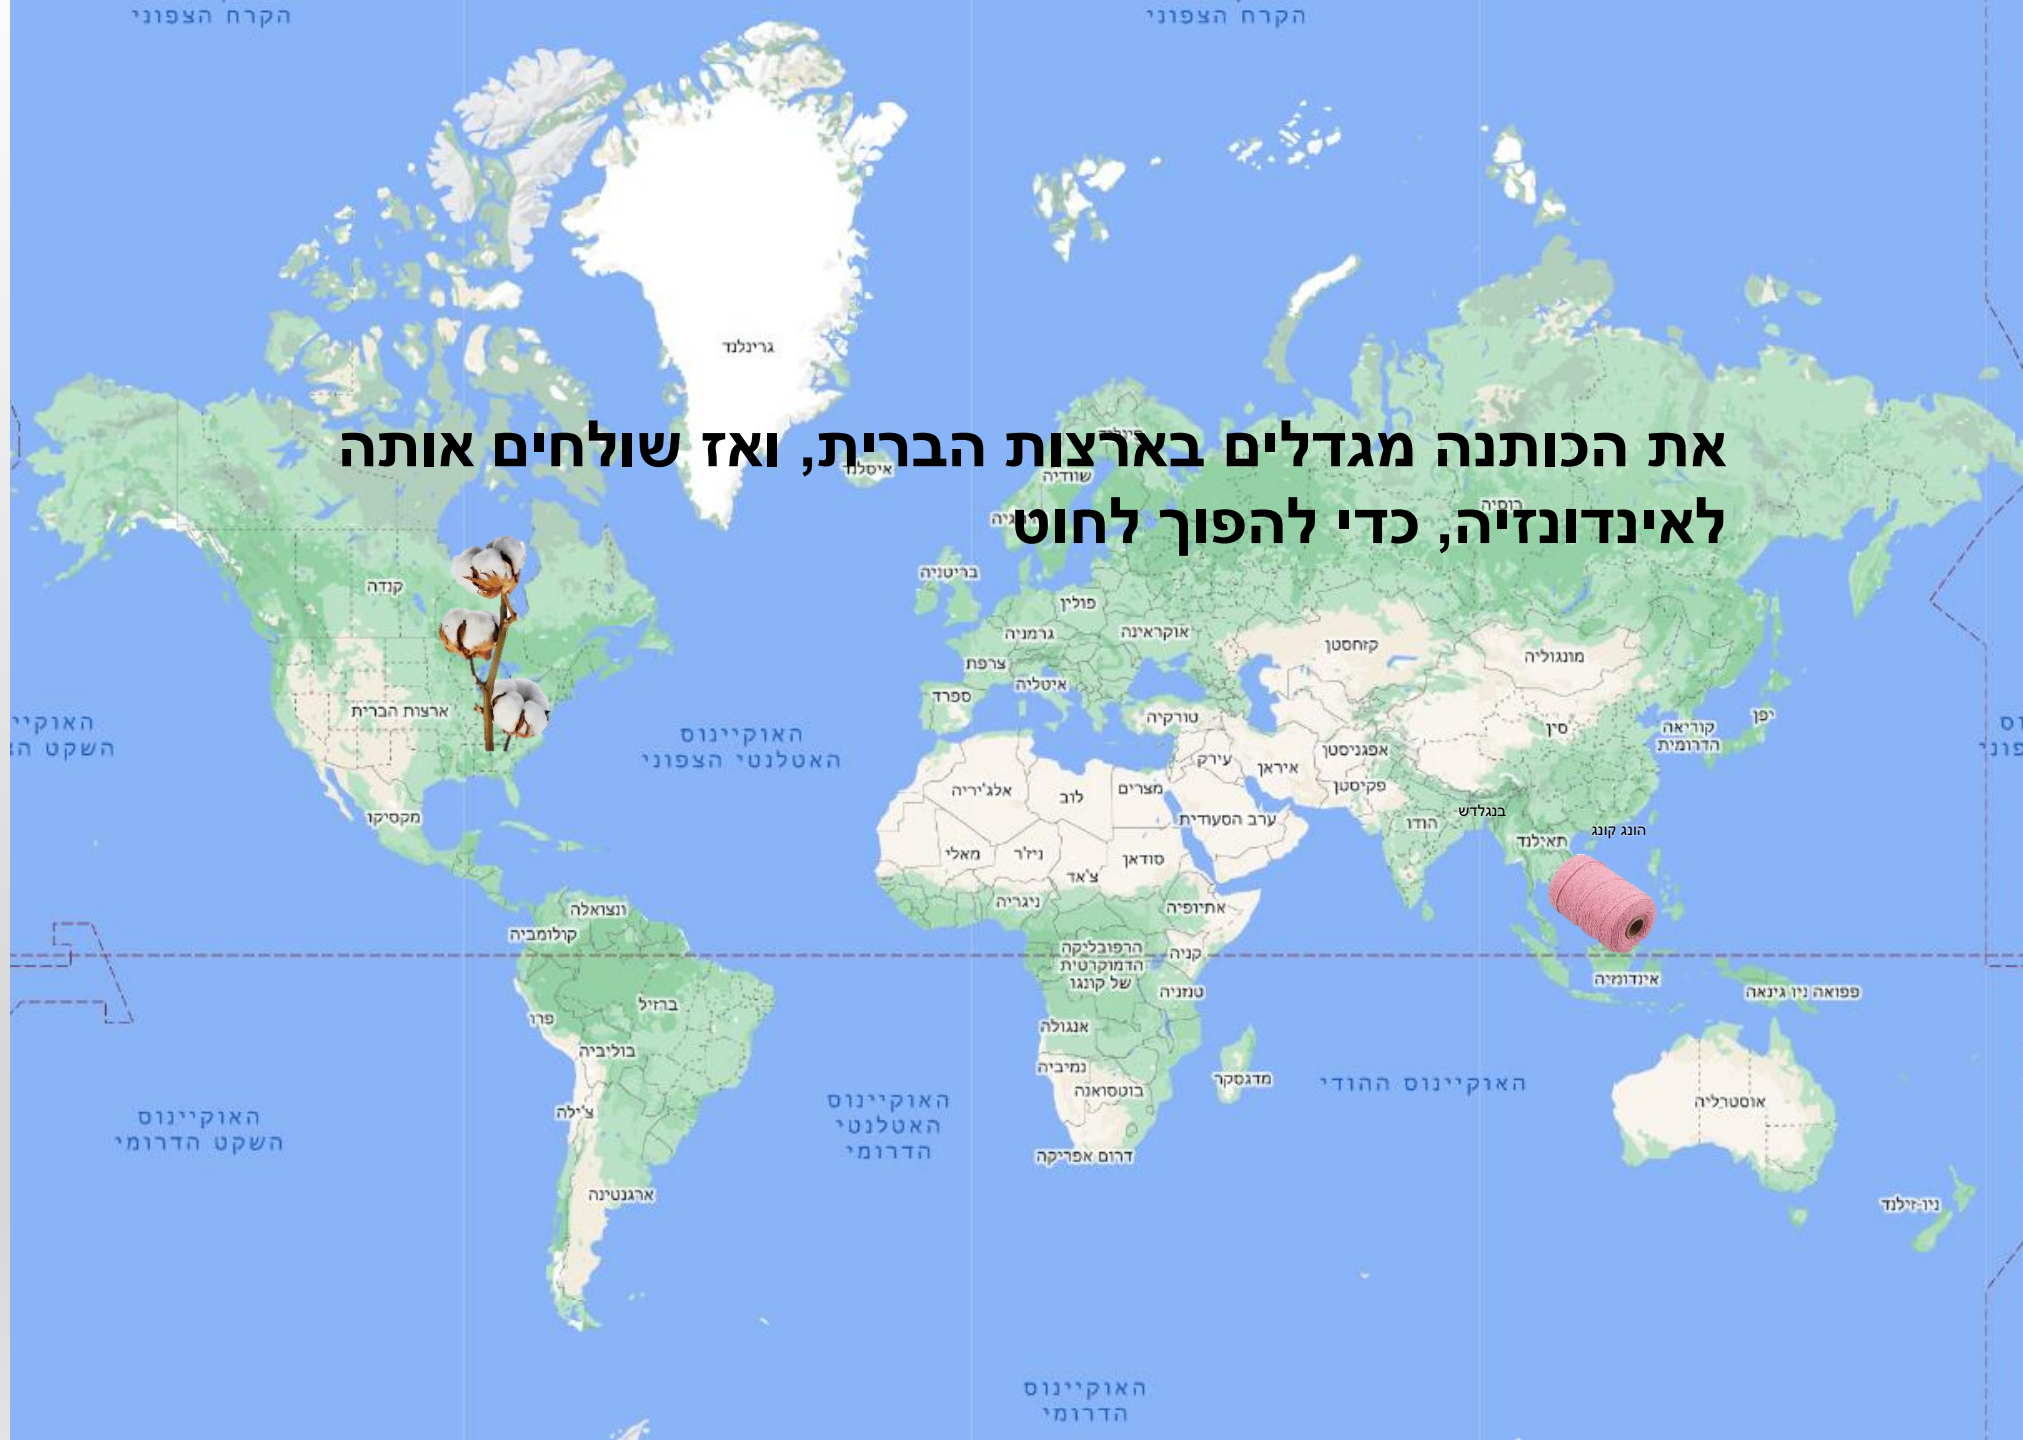 הקרח הצפוני
הקרח הצפוני
גרינלנד
את הכותנה מגדלים בארצות הברית, ואז שולחים אותה
לאינדונזיה, כדי להפוך לחוט
איסלנד
שוודיה
רוסיה
קנדה
בריטניה
פולין
גרמניה
אוקראינה
צרפת
קזחסטן
מונגוליה
איטליה
ספרד
ארצות הברית
טורקיה
סין
קוריאה
הדרומית
יפן
האוקיינוס
האטלנטי הצפוני
השקט
אפגניסטן
עירק
איראן
פקיסטן
אלג'יריה
לוב
מצרים
ערב הסעודית
הודו
בנגלדש
הונג קונג
תאילנד
מקסיקו
מאלי
ניז'ר
צ'אד
סודאן
ניגריה
אתיופיה
ונצואלה
קולומביה
הרפובליקה
הדמוקרטית
של קונגו
קניה
טנזניה
אינדונזיה
פפואה ניו גינאה
ברזיל
פרו
אנגולה
בוליביה
נמיביה
בוטסואנה
מדגסקר
האוקיינוס ההודי
אוסטרליה
צ'ילה
האוקיינוס
השקט הדרומי
האוקיינוס
האטלנטי
הדרומי
דרום אפריקה
ארגנטינה
ניו-זילנד
האוקיינוס
הדרומי